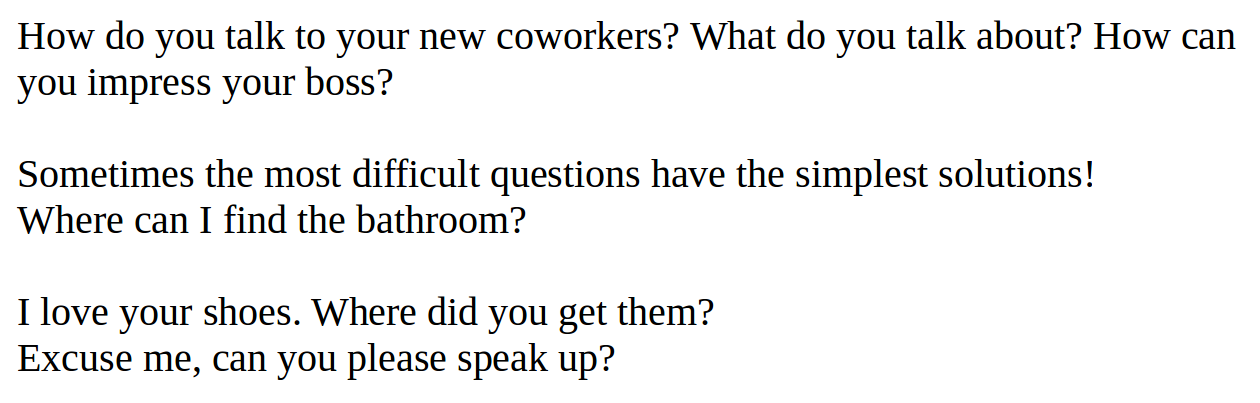 How do you talk to your new coworkers? What do you talk about? How can
you impress your boss?
Sometimes the most difficult questions have the simplest solutions!
Where can I find the bathroom?
I love your shoes. Where did you get them?
Excuse me, can you please speak up?